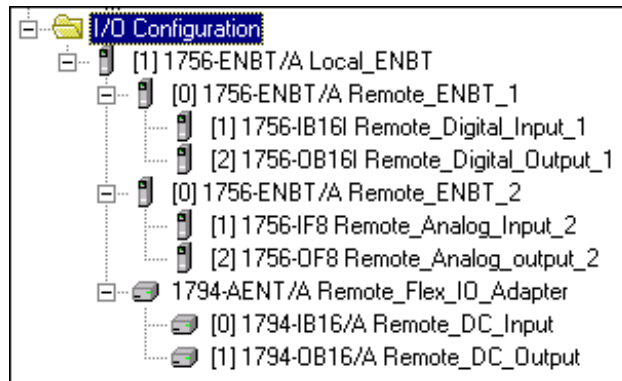 I/O Configuration
[1] 1756-ENBT/A Local_ENBT
[0] 1756-ENBT/A Remote_ENBT_1
[1] 1756-IB16I Remote_Digital_Input_1
[2] 1756-OB16I Remote_Digital_Output_1
[0] 1756-ENBT/A Remote_ENBT_2
[1] 1756-IF8 Remote_Analog_Input_2
[2] 1756-OF8 Remote_Analog_output_2
1794-AENT/A Remote_Flex_IO_Adapter
[0] 1794-IB16/A Remote_DC_Input
[1] 1794-OB16/A Remote_DC_Output